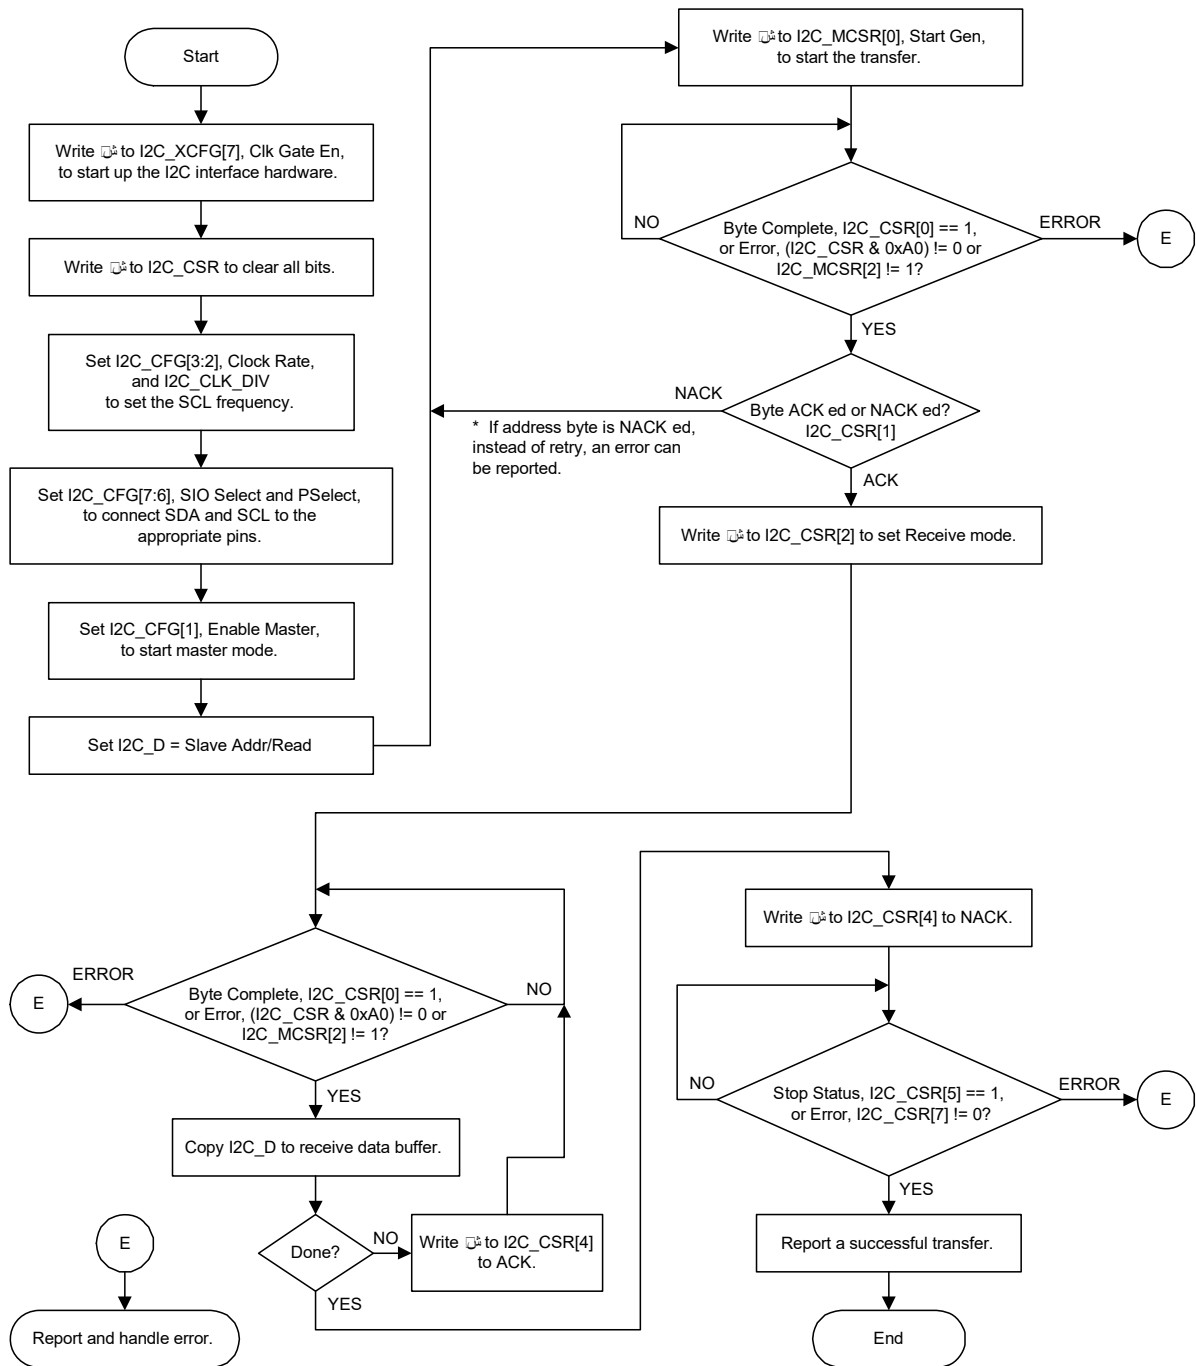 Start
Write to I2C_XCFG[7], Clk Gate En,
to start up the I2C interface hardware.
Write to I2C_CSR to clear all bits.
Set I2C_CFG[3:2], Clock Rate,
and I2C_CLK_DIV
to set the SCL frequency.
Set I2C_CFG[7:6], SIO Select and PSelect,
to connect SDA and SCL to the
appropriate pins.
Set I2C_CFG[1], Enable Master,
to start master mode.
Set I2C_D = Slave Addr/Read
Write to I2C_MCSR[0], Start Gen,
to start the transfer.
NO
Byte Complete, I2C_CSR[0] == 1,
or Error, (I2C_CSR & 0xA0) != 0 or
I2C_MCSR[2] != 1?
ERROR
E
YES
NACK
Byte ACK ed or NACK ed?
I2C_CSR[1]
* If address byte is NACK ed,
instead of retry, an error can
be reported.
ACK
Write to I2C_CSR[2] to set Receive mode.
ERROR
E
Byte Complete, I2C_CSR[0] == 1,
or Error, (I2C_CSR & 0xA0) != 0 or
I2C_MCSR[2] != 1?
NO
YES
Copy I2C_D to receive data buffer.
Done?
NO
Write to I2C_CSR[4]
to ACK.
YES
E
Report and handle error.
Write to I2C_CSR[4] to NACK.
NO
Stop Status, I2C_CSR[5] == 1,
or Error, I2C_CSR[7] != 0?
ERROR
E
YES
Report a successful transfer.
End